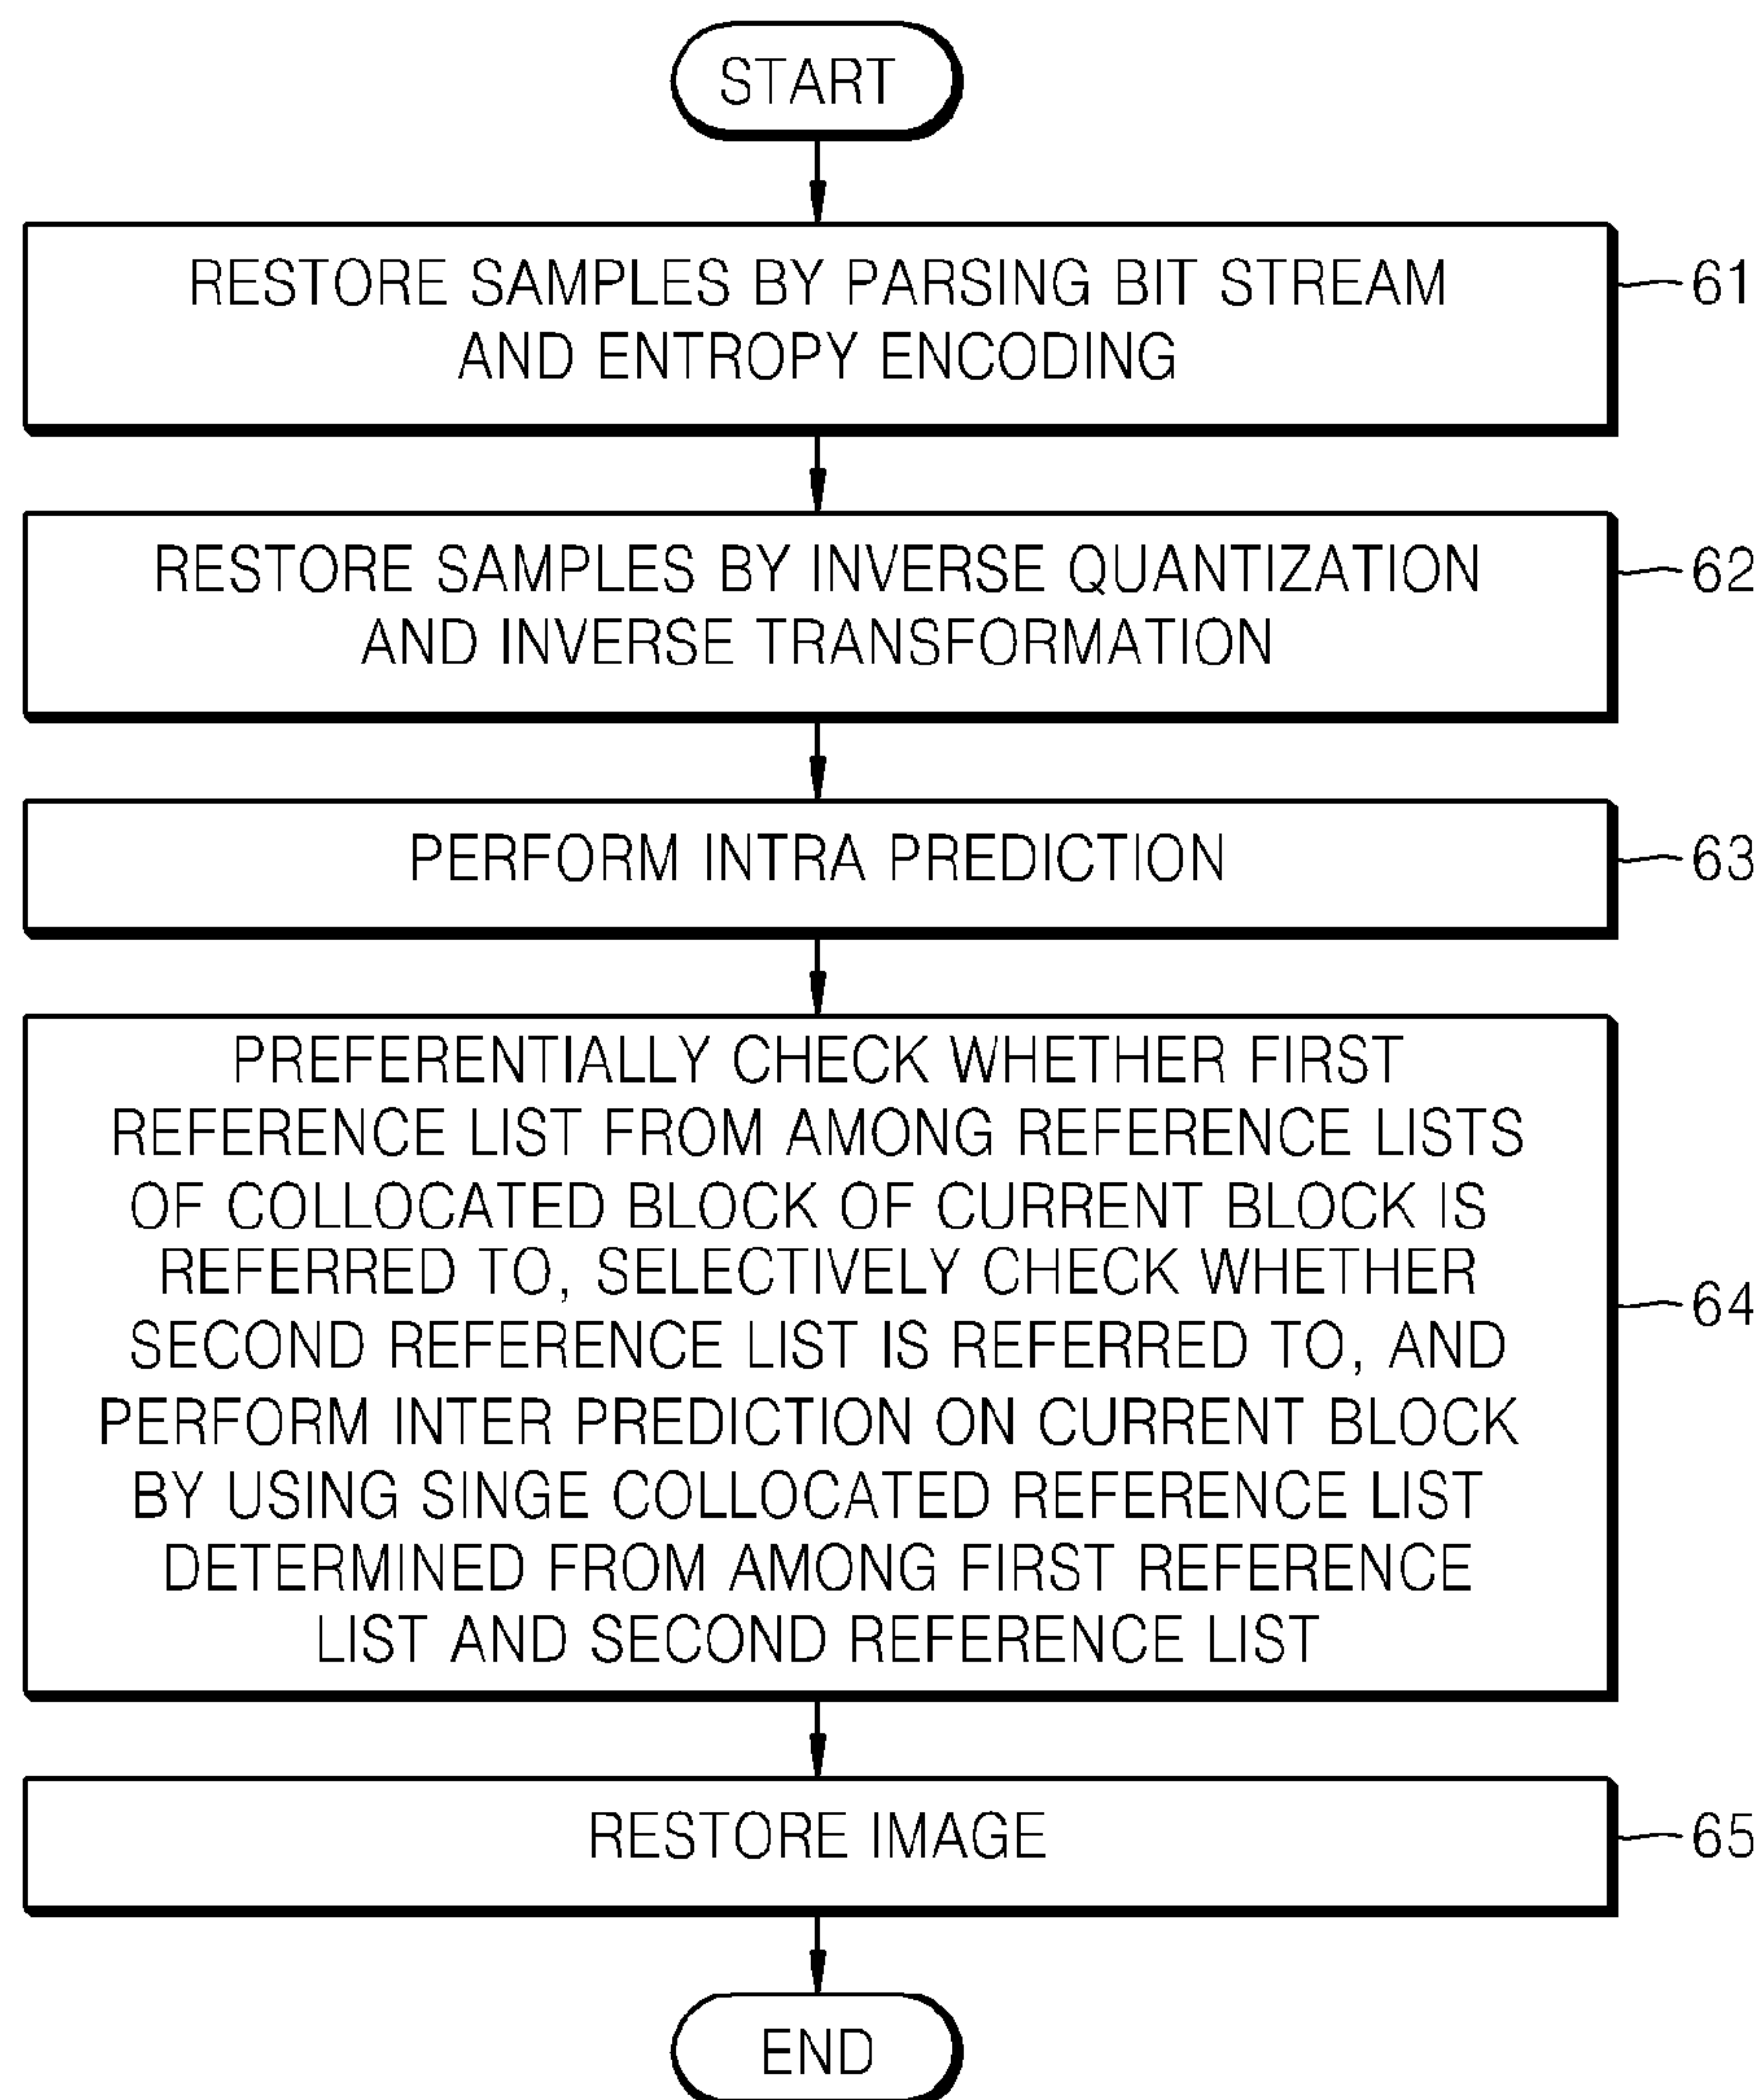 START
RESTORE SAMPLES BY PARSING BIT STREAM
AND ENTROPY ENCODING
61
RESTORE SAMPLES BY INVERSE QUANTIZATION
AND INVERSE TRANSFORMATION
62
PERFORM INTRA PREDICTION
63
PREFERENTIALLY CHECK WHETHER FIRST
REFERENCE LIST FROM AMONG REFERENCE LISTS
OF COLLOCATED BLOCK OF CURRENT BLOCK IS
REFERRED TO, SELECTIVELY CHECK WHETHER
SECOND REFERENCE LIST IS REFERRED TO, AND
PERFORM INTER PREDICTION ON CURRENT BLOCK
BY USING SINGE COLLOCATED REFERENCE LIST
DETERMINED FROM AMONG FIRST REFERENCE
LIST AND SECOND REFERENCE LIST
64
RESTORE IMAGE
65
END